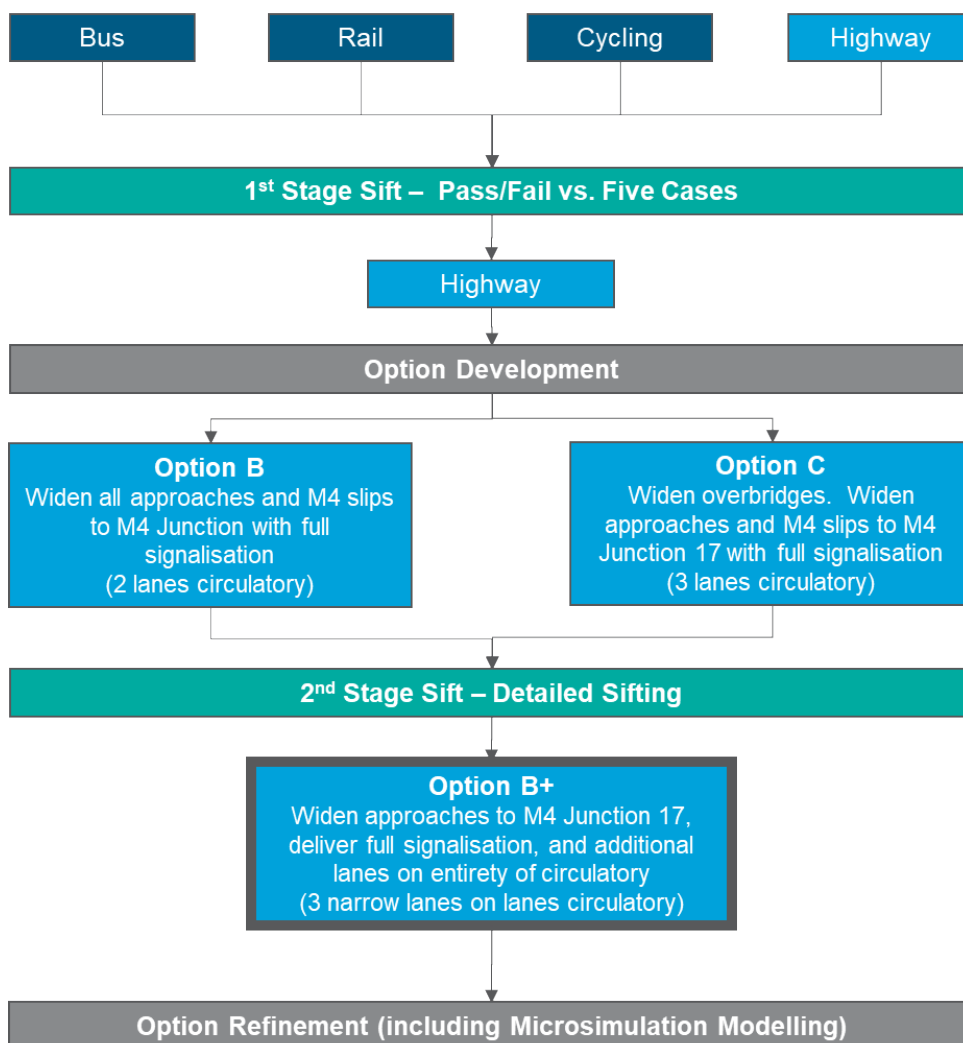 Bus
Rail
Cycling
Highway
1st Stage Sift – Pass/Fail vs. Five Cases
Highway
Option Development
Option B
Widen all approaches and M4 slips
to M4 Junction with full
signalisation
(2 lanes circulatory)
Option C
Widen overbridges. Widen
approaches and M4 slips to M4
Junction 17 with full signalisation
(3 lanes circulatory)
2nd Stage Sift – Detailed Sifting
Option B+
Widen approaches to M4 Junction 17,
deliver full signalisation, and additional
lanes on entirety of circulatory
(3 narrow lanes on lanes circulatory)
Option Refinement (including Microsimulation Modelling)